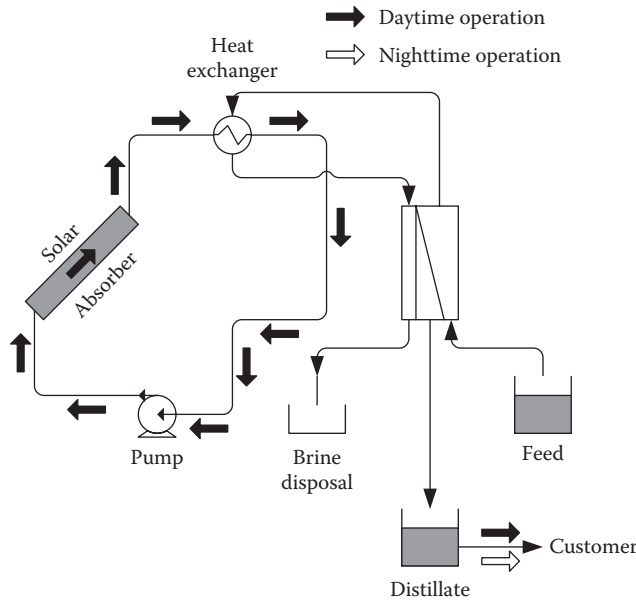 Daytime operation
Nighttime operation
Heat
exchanger
Solar
Absorber
Pump
Brine
disposal
Feed
Customer
Distillate